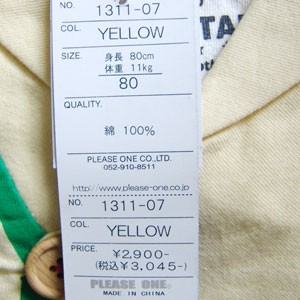 NO. 1311-07
COL. YELLOW
SIZE. 身長 80cm
体重 11kg
80
QUALITY.
綿 100%
PLEASE ONE CO.,LTD.
052-910-8511
http://www.please-one.co.jp
NO. 1311-07
COL. YELLOW
PRICE. ¥2,900-
(税込¥3,045-)
PLEASE ONE.
MADE IN CHINA